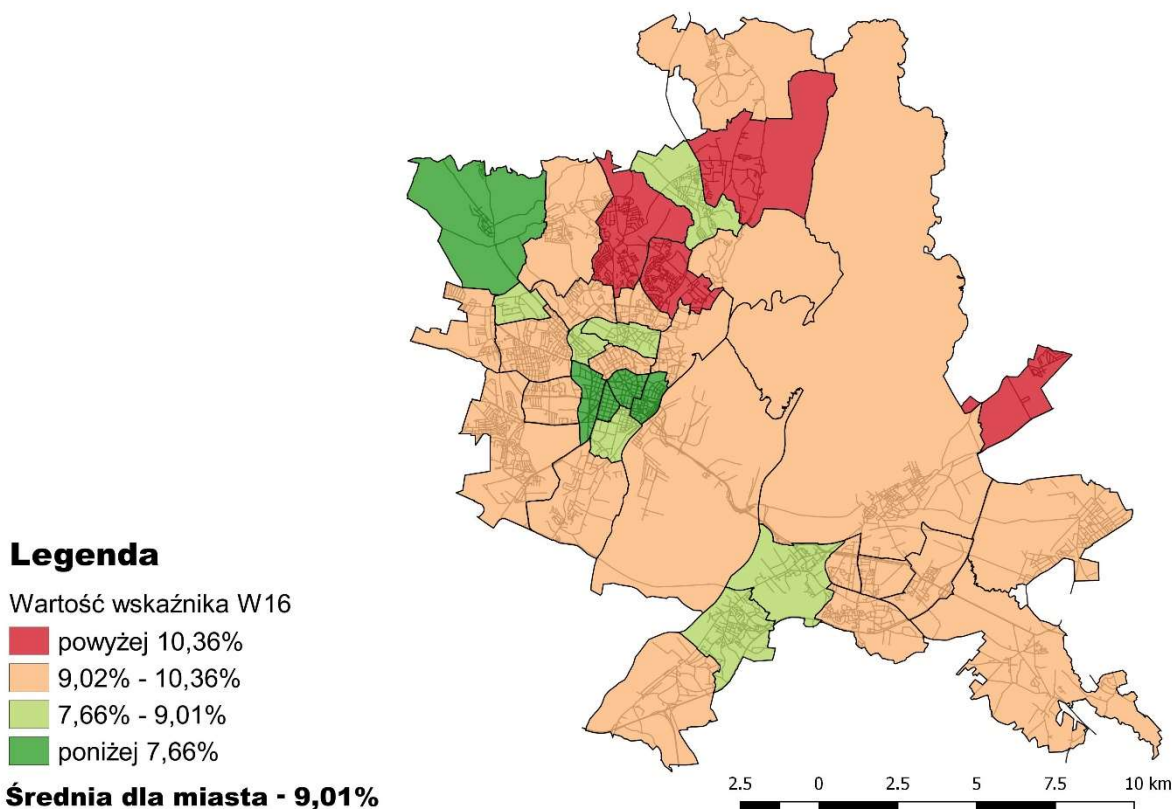 Legenda
Wartość wskaźnika W16
powyżej 10,36%
9,02% - 10,36%
7,66% - 9,01%
poniżej 7,66%
Średnia dla miasta - 9,01%
2.5 0 2.5 5 7.5 10 km